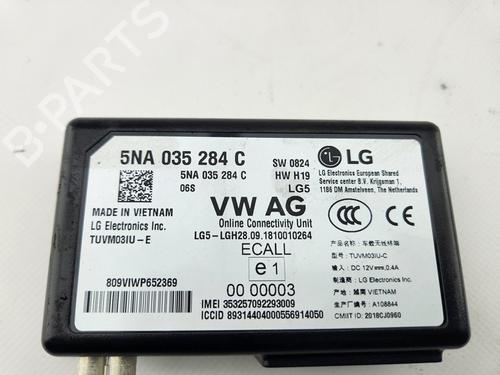 5NA 035 284 C
5NA 035 284 C
06S
SW 0824
HW H19
LG5
LG
LG Electronics European Shared
Service center B.V. Krijgsman 1,
1186 DM Amstelveen, The Netherlands
MADE IN VIETNAM
LG Electronics Inc.
TUVM03IU-E
VW AG
Online Connectivity Unit
LG5-LGH28.09.1810010264
ECALL
e1
00 00003
809VIWP652369
IMEI 353257092293009
ICCID 89314404000556914050
CCC
产品名称：车载无线终端
型号：TUVM03IU-C
输入：DC 12V 0.4A
制造商：LG Electronics Inc.
产地：越南 VIETNAM
生产厂编号：A108844
CMIIT ID: 2018CJ0960
B-PARTS